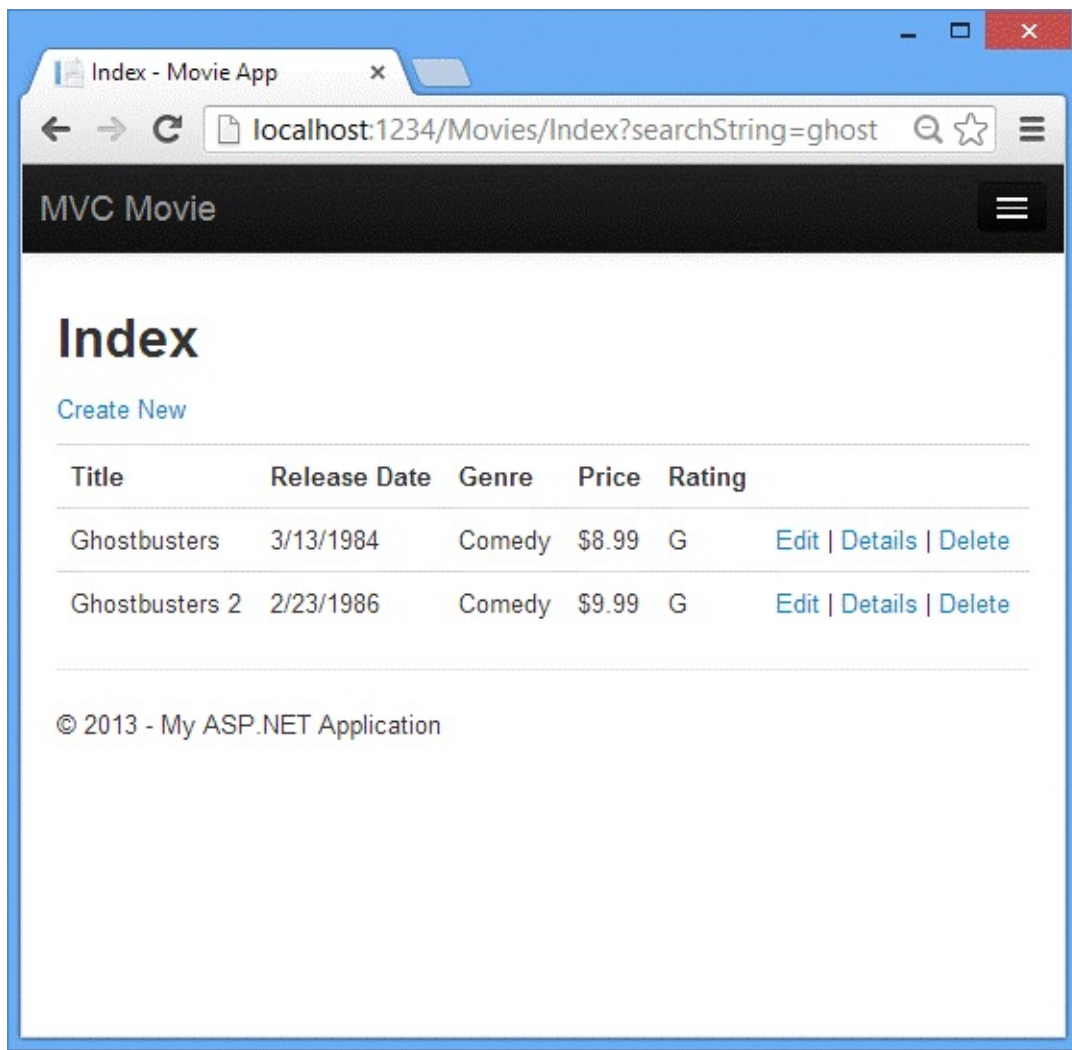 Index - Movie App
localhost:1234/Movies/Index?searchString=ghost
MVC Movie
Index
Create New
Title Release Date Genre Price Rating
Ghostbusters 3/13/1984 Comedy $8.99 G Edit | Details | Delete
Ghostbusters 2 2/23/1986 Comedy $9.99 G Edit | Details | Delete
© 2013 - My ASP.NET Application